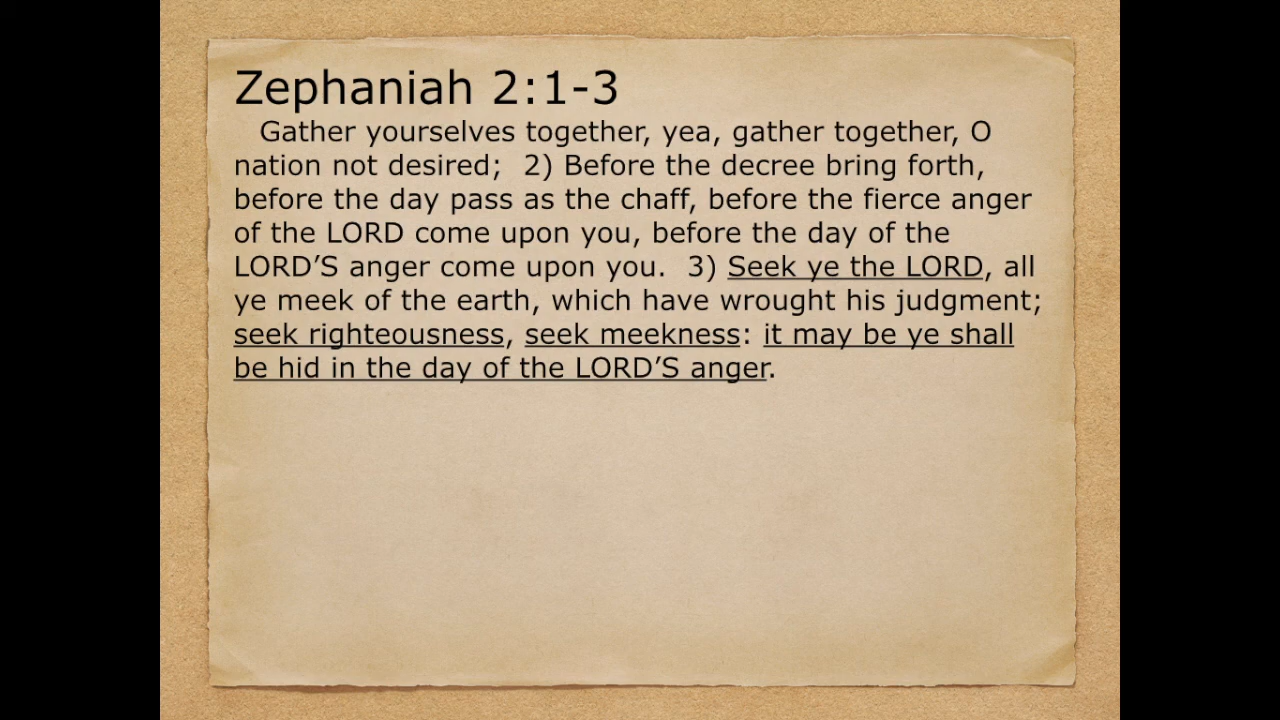 Zephaniah 2:1-3
Gather yourselves together, yea, gather together, O
nation not desired;  2) Before the decree bring forth,
before the day pass as the chaff, before the fierce anger
of the LORD come upon you, before the day of the
LORD’S anger come upon you.  3) Seek ye the LORD, all
ye meek of the earth, which have wrought his judgment;
seek righteousness, seek meekness: it may be ye shall
be hid in the day of the LORD’S anger.